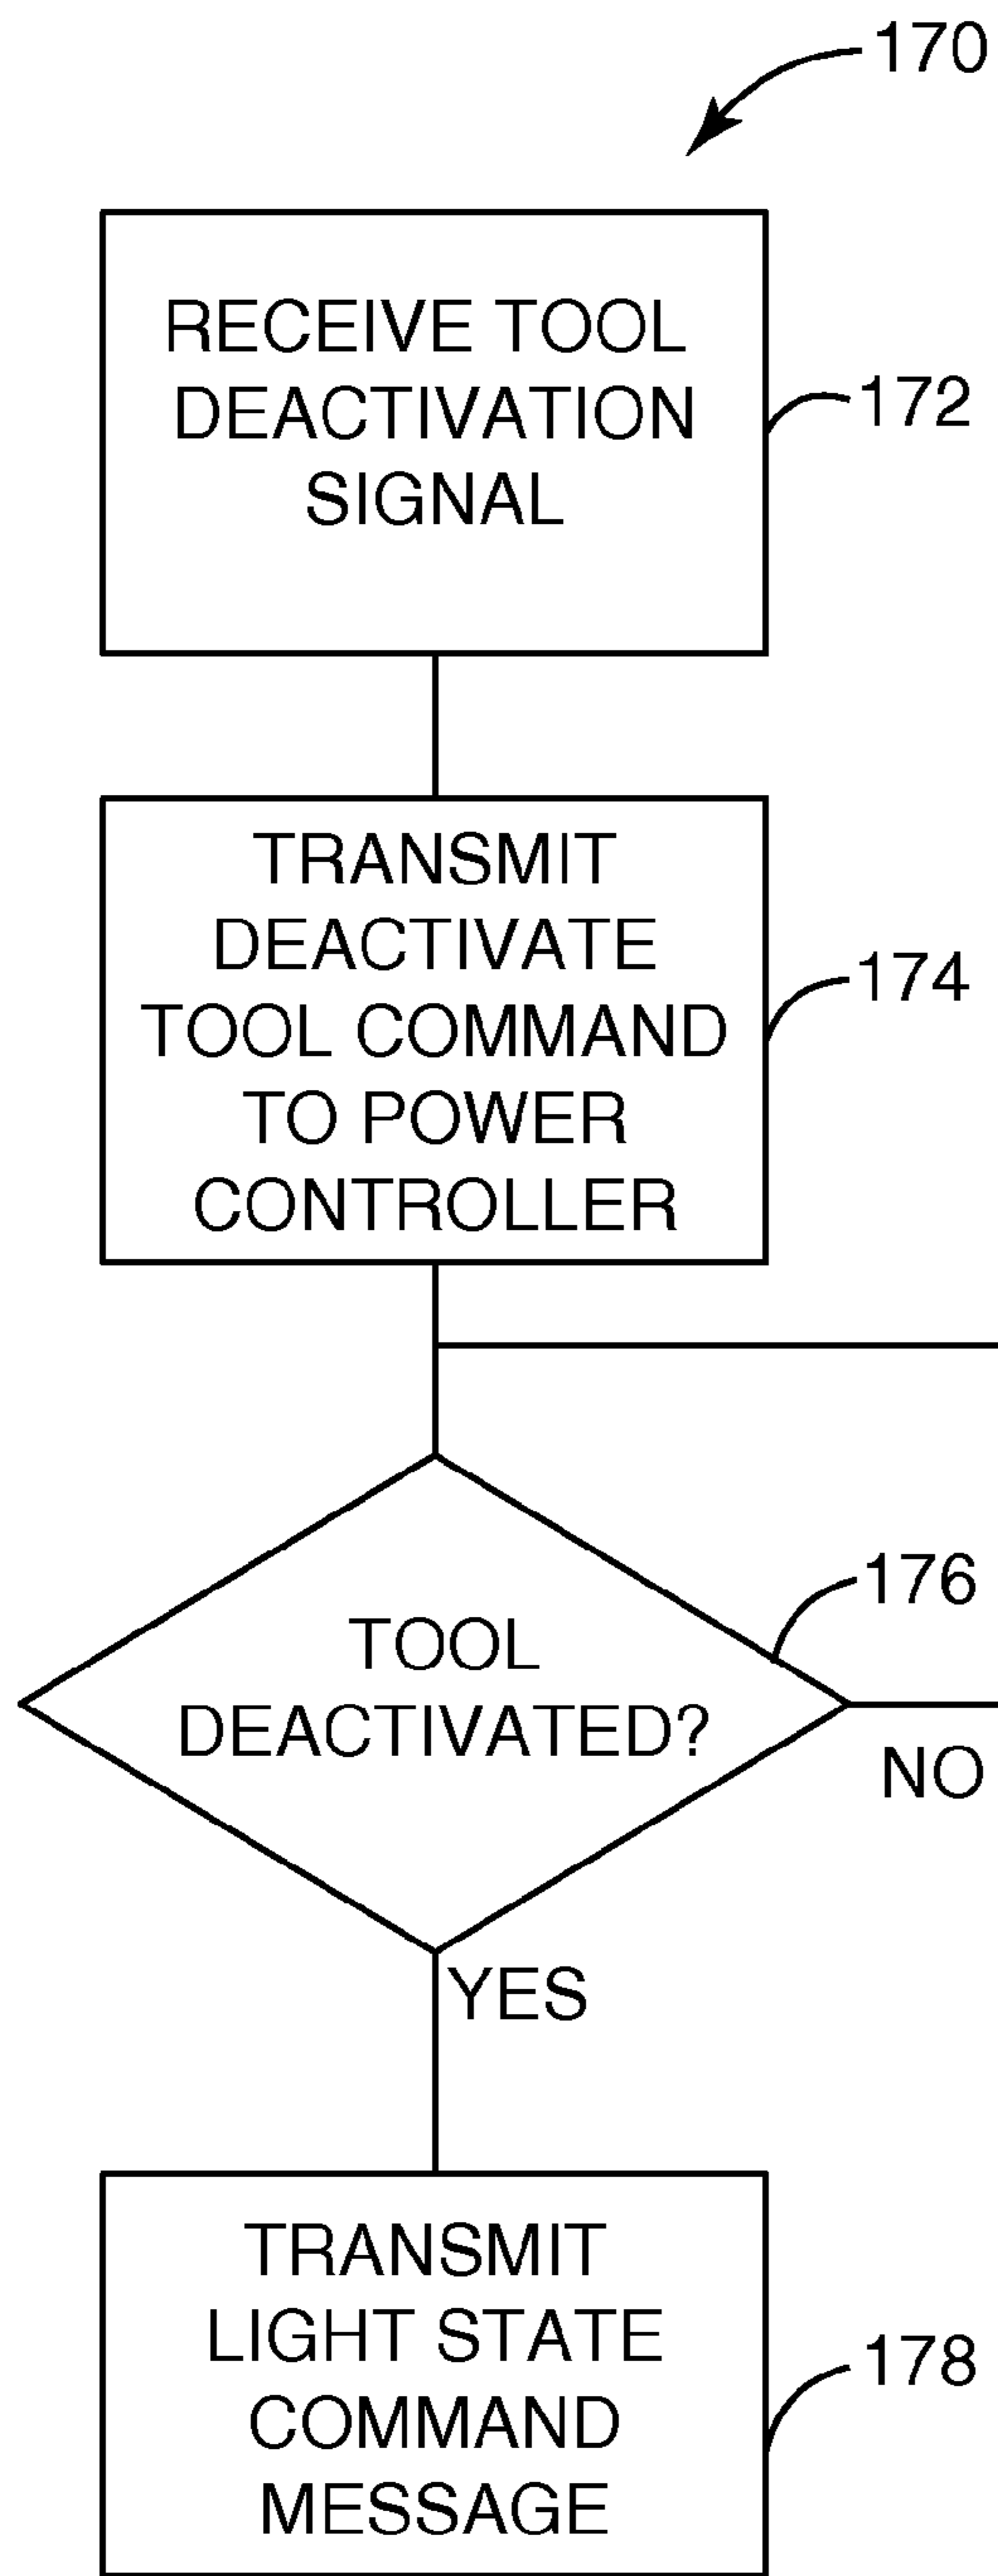 170
RECEIVE TOOL
DEACTIVATION
SIGNAL
172
TRANSMIT
DEACTIVATE
TOOL COMMAND
TO POWER
CONTROLLER
174
TOOL
DEACTIVATED?
176
NO
YES
TRANSMIT
LIGHT STATE
COMMAND
MESSAGE
178